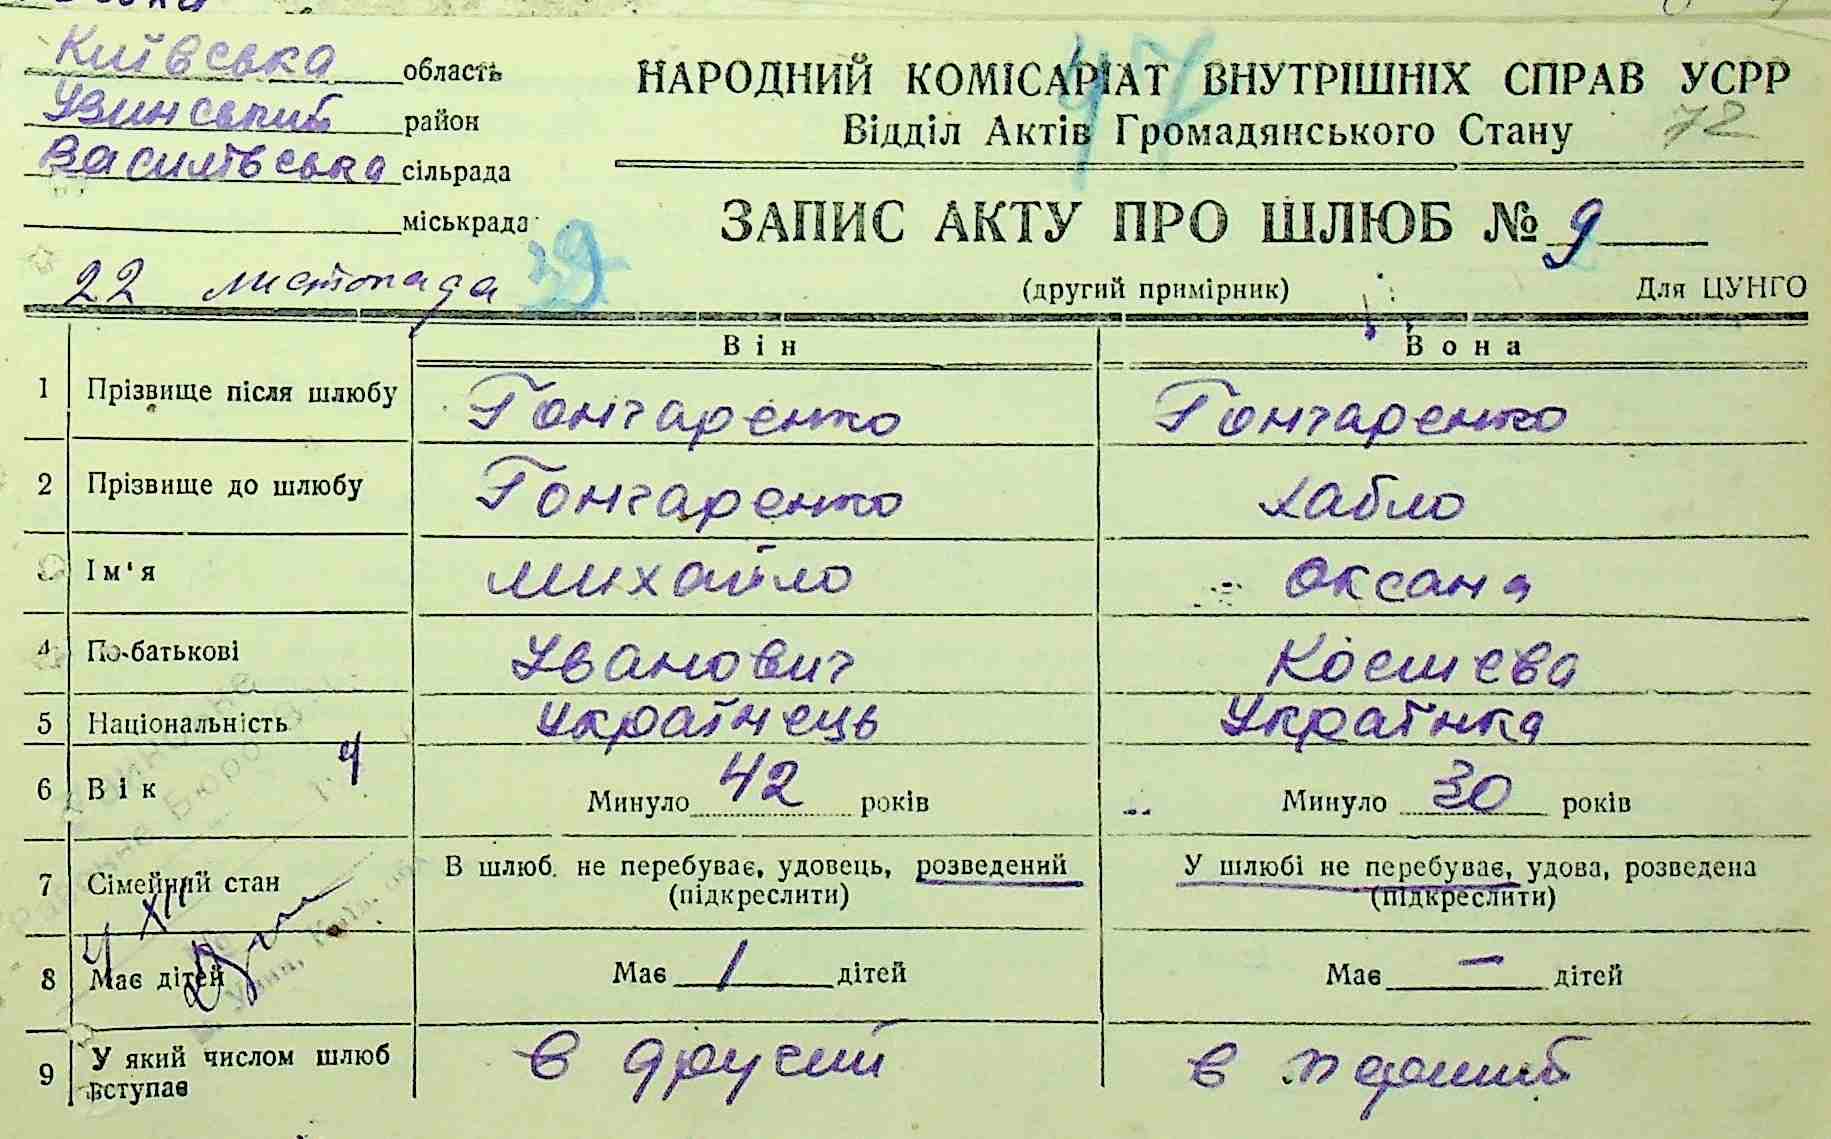 Київська область
Узинський район
Василівська сільрада
міськрада
22 листопада 39
НАРОДНИЙ КОМІСАРІАТ ВНУТРІШНІХ СПРАВ УСРР
47
Відділ Актів Громадянського Стану 72
ЗАПИС АКТУ ПРО ШЛЮБ № 9
(другий примірник) Для ЦУНГО
Він Вона
1 Прізвище після шлюбу Гончаренко Гончаренко
2 Прізвище до шлюбу Гончаренко Хабло
3 Ім'я Михайло Оксана
4 По-батькові Уванович Косіієва
5 Національність Українець Українка
6 Вік Минуло 42 років Минуло 30 років
7 Сімейний стан В шлюб. не перебуває, удовець, розведений У шлюбі не перебуває, удова, розведена
(підкреслити) (підкреслити)
8 Має дітей Має 1 дітей Має — дітей
9 У який числом шлюб вступає в другий в перший